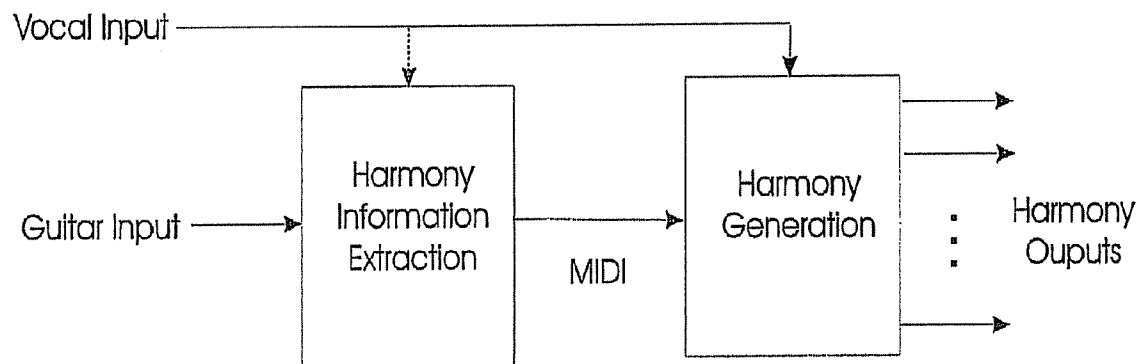 Vocal Input
Guitar Input
Harmony
Information
Extraction
MIDI
Harmony
Generation
Harmony
Ouputs